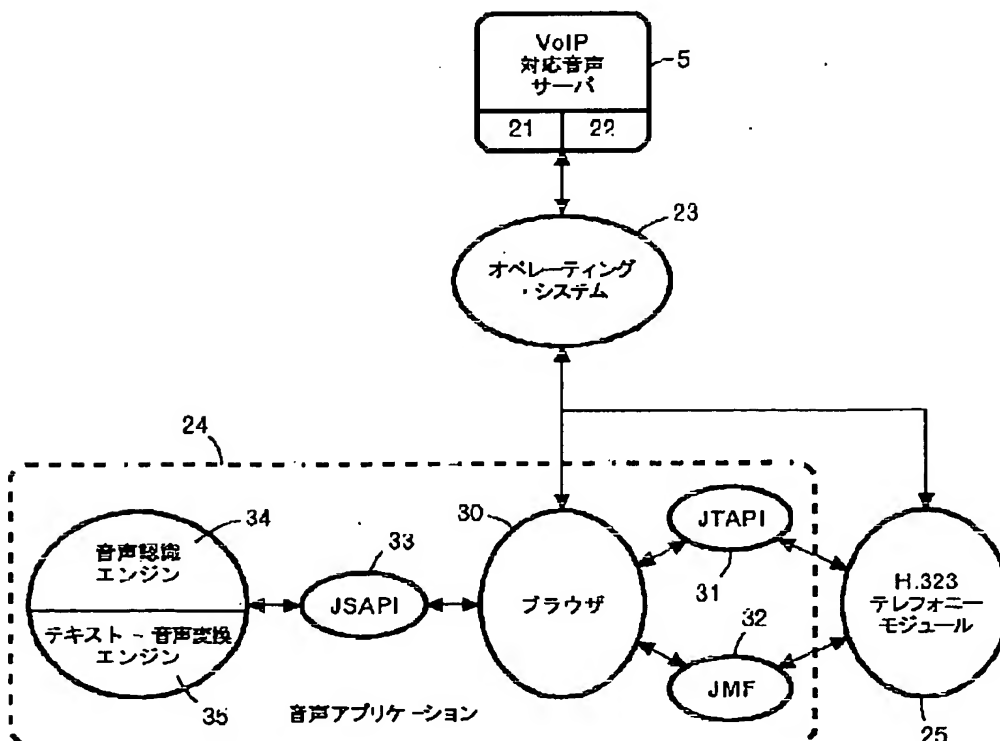 VoIP
対応音声
サーバ
5
21 22
23
オペレーティング
・システム
24
34
音声認識
エンジン
テキスト-音声変換
エンジン
35
33
JSAPI
30
ブラウザ
JTAPI
31
32
JMF
H.323
テレフォニー
モジュール
25
音声アプリケーション